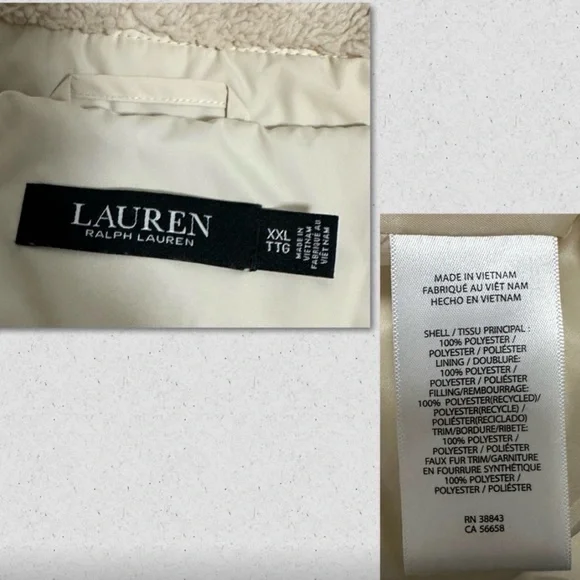 LAUREN
RALPH LAUREN
XXL
TTG
MADE IN
VIETNAM
FABRIQUÉ AU
VIÊT NAM
MADE IN VIETNAM
FABRIQUÉ AU VIÊT NAM
HECHO EN VIETNAM
SHELL / TISSU PRINCIPAL :
100% POLYESTER /
POLYESTER / POLIÉSTER
LINING / DOUBLURE:
100% POLYESTER /
POLYESTER / POLIÉSTER
FILLING/REMBOURRAGE:
100% POLYESTER(RECYCLED)/
POLYESTER(RECYCLE) /
POLIÉSTER(RECICLADO)
TRIM/BORDURE/RIBETE:
100% POLYESTER /
POLYESTER / POLIÉSTER
FAUX FUR TRIM/GARNITURE
EN FOURRURE SYNTHÉTIQUE
100% POLYESTER /
POLYESTER / POLIÉSTER
RN 38843
CA 56658